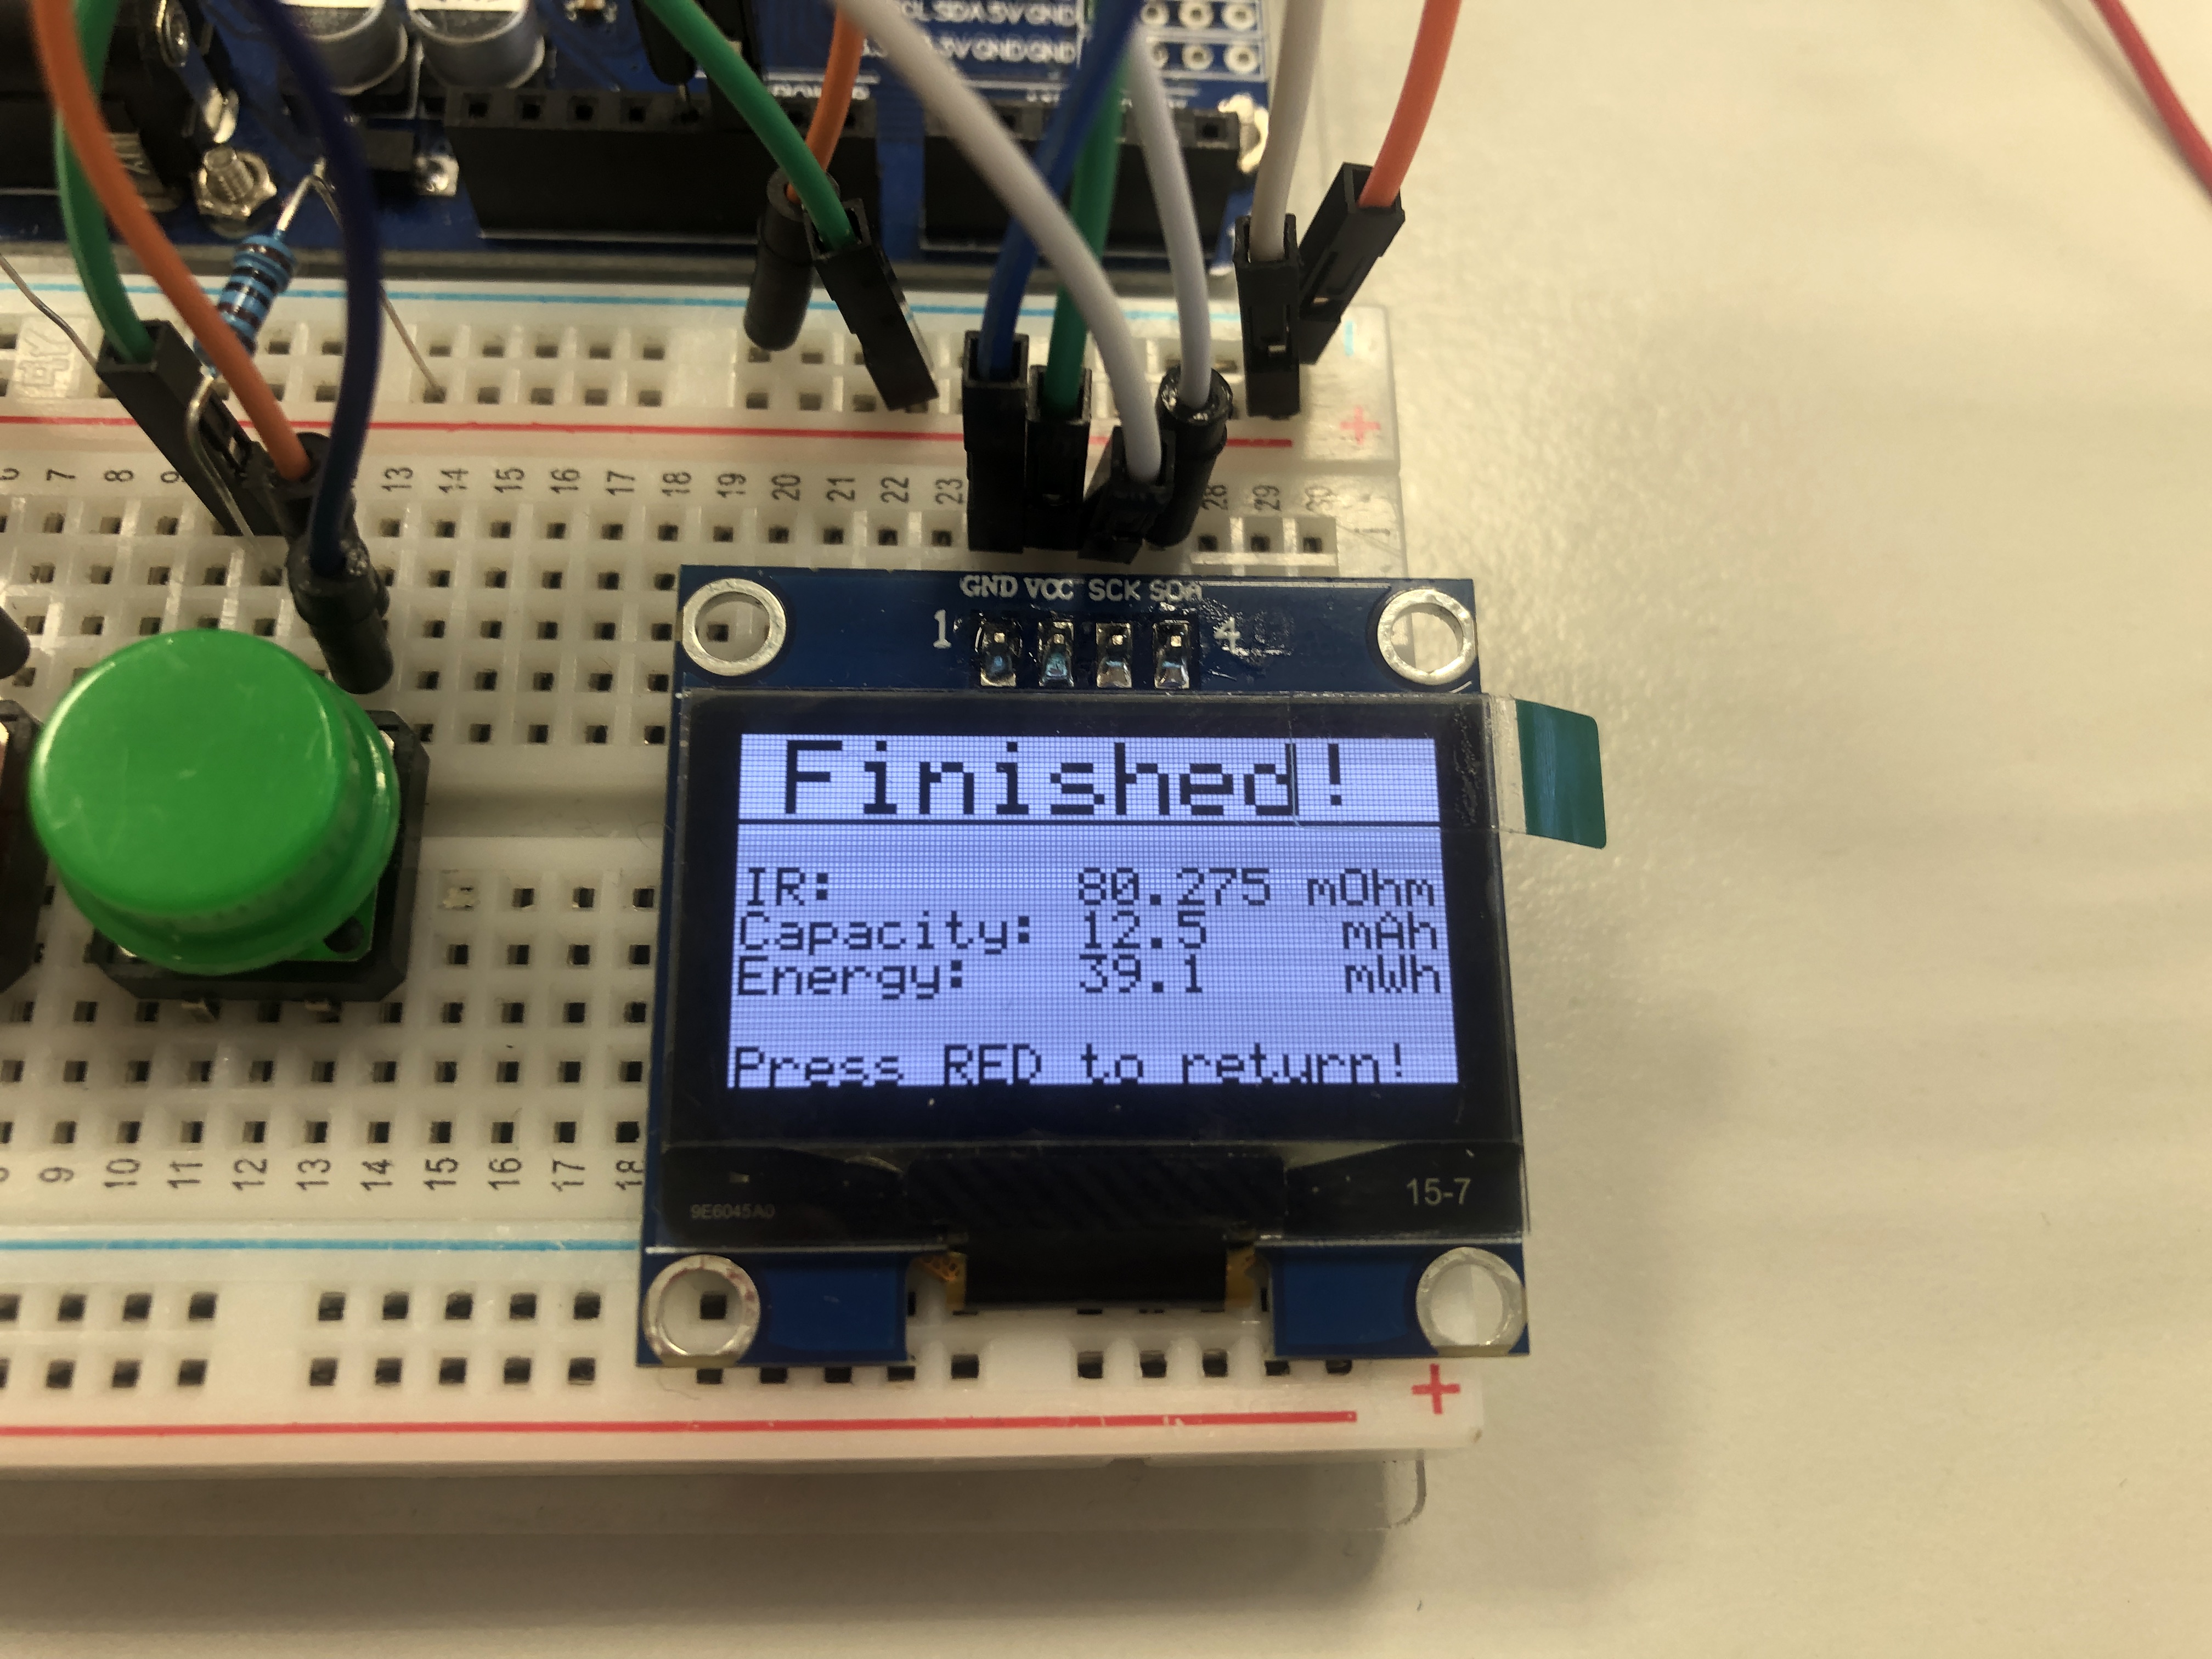 SDA 5V GND
GND GND
7 8 9 13 14 15 16 17 18 19 20 21 22 23 28 29 30
GND VCC SCK SDA
1 4
Finished!
IR: 80.275 mOhm
Capacity: 12.5 mAh
Energy: 39.1 mWh
Press RED to return!
9 10 11 12 13 14 15 16 17 18
9E6045A0
15-7